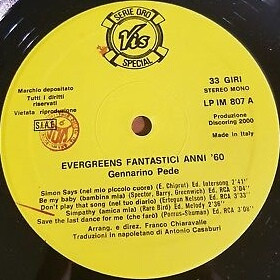 SERIE ORO
Vis
SPECIAL
Marchio depositato
Tutti i diritti
riservati
Vietata riproduzione
S.I.A.E.
33 GIRI
STEREO MONO
LP IM 807 A
Produzione
Discoring 2000
Made in Italy
EVERGREENS FANTASTICI ANNI '60
Gennarino Pede
Simon Says (nel mio piccolo cuore) (E. Chiprut) Ed. Intersong 2'41"
Be my baby (bambina mia) (Spector, Barry, Greenwich) Ed. RCA 3'04"
Don't play that song (nel tuo diario) (Ertegun Nelson) Ed. RCA 3'33"
Simpathy (amica mia) (Rare Bird) Ed. Melody 2'36"
Save the last dance for me (che farò) (Pomus-Shuman) Ed. RCA 3'06"
Arrang. e direz. Franco Chiaravalle
Traduzioni in napoletano di Antonio Casaburi